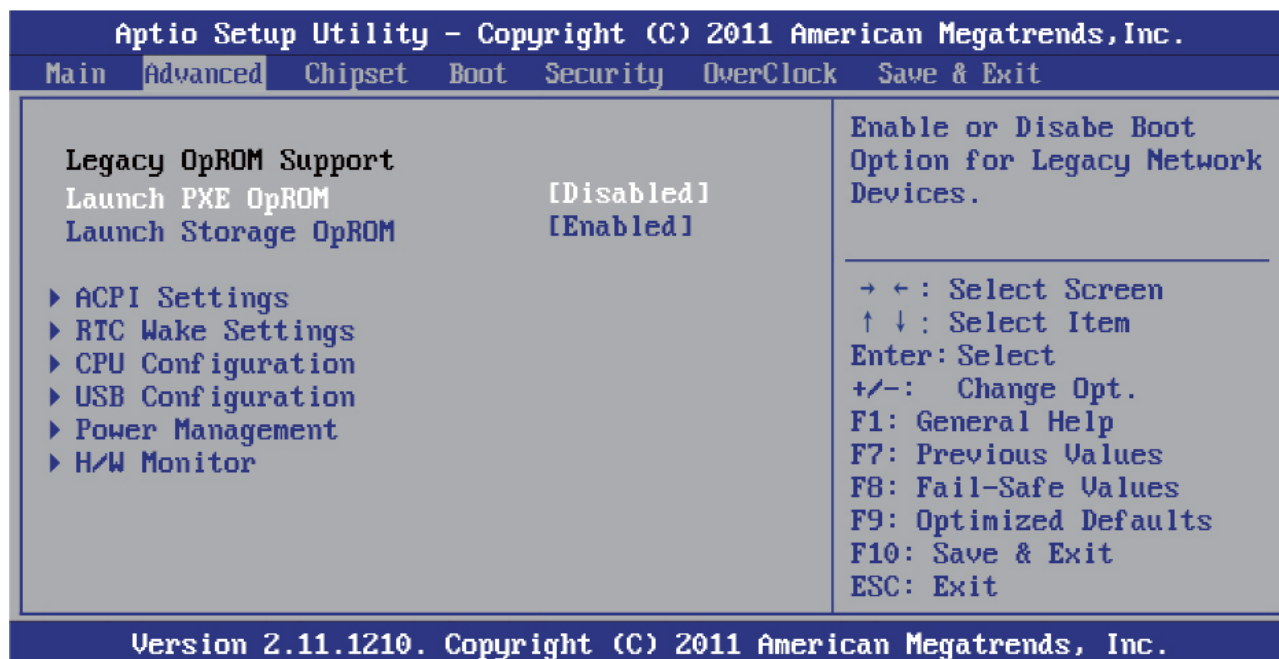 Aptio Setup Utility – Copyright (C) 2011 American Megatrends,Inc.
Main Advanced Chipset Boot Security OverClock Save & Exit
Legacy OpROM Support
Launch PXE OpROM [Disabled]
Launch Storage OpROM [Enabled]
▶ ACPI Settings
▶ RTC Wake Settings
▶ CPU Configuration
▶ USB Configuration
▶ Power Management
▶ H/W Monitor
Enable or Disabe Boot
Option for Legacy Network
Devices.
→ ←: Select Screen
↑ ↓: Select Item
Enter: Select
+/-: Change Opt.
F1: General Help
F7: Previous Values
F8: Fail-Safe Values
F9: Optimized Defaults
F10: Save & Exit
ESC: Exit
Version 2.11.1210. Copyright (C) 2011 American Megatrends, Inc.